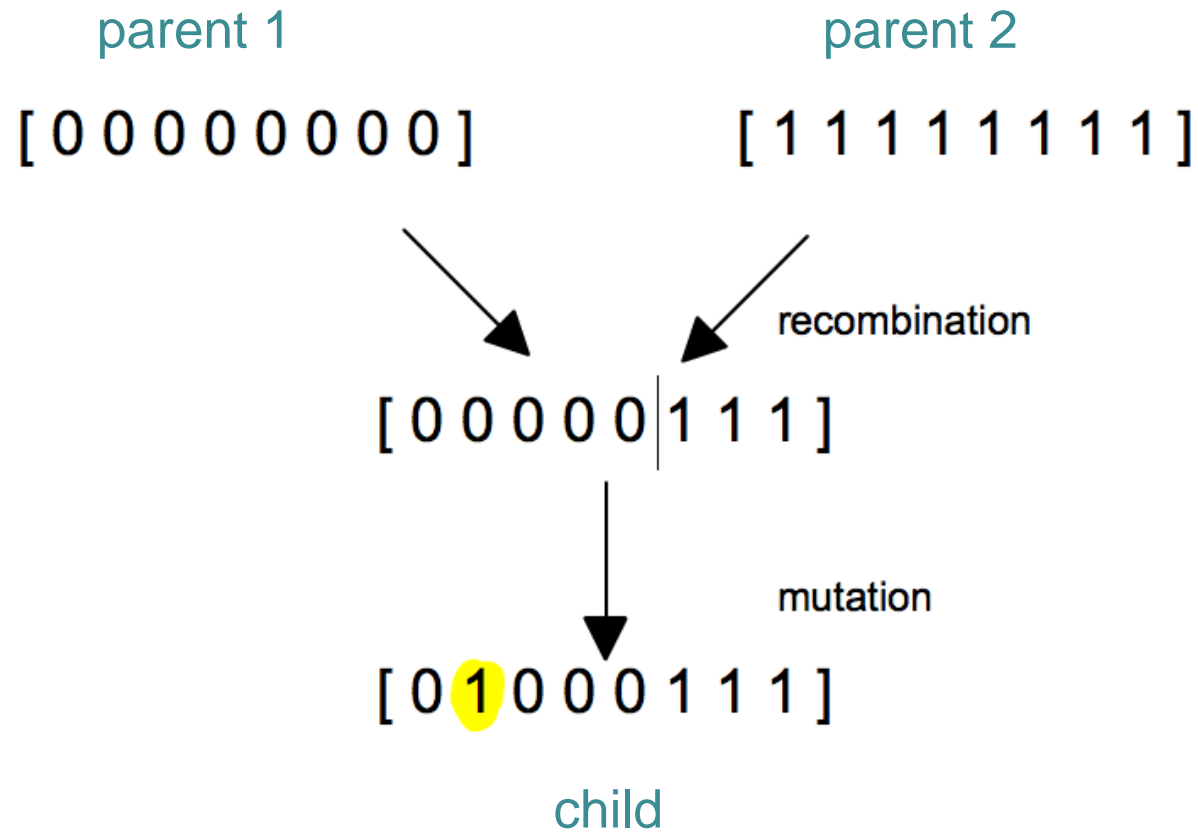 parent 1 parent 2
[ 0 0 0 0 0 0 0 0 ] [ 1 1 1 1 1 1 1 1 ]
recombination
[ 0 0 0 0 0 1 1 1 ]
mutation
[ 0 1 0 0 0 1 1 1 ]
child